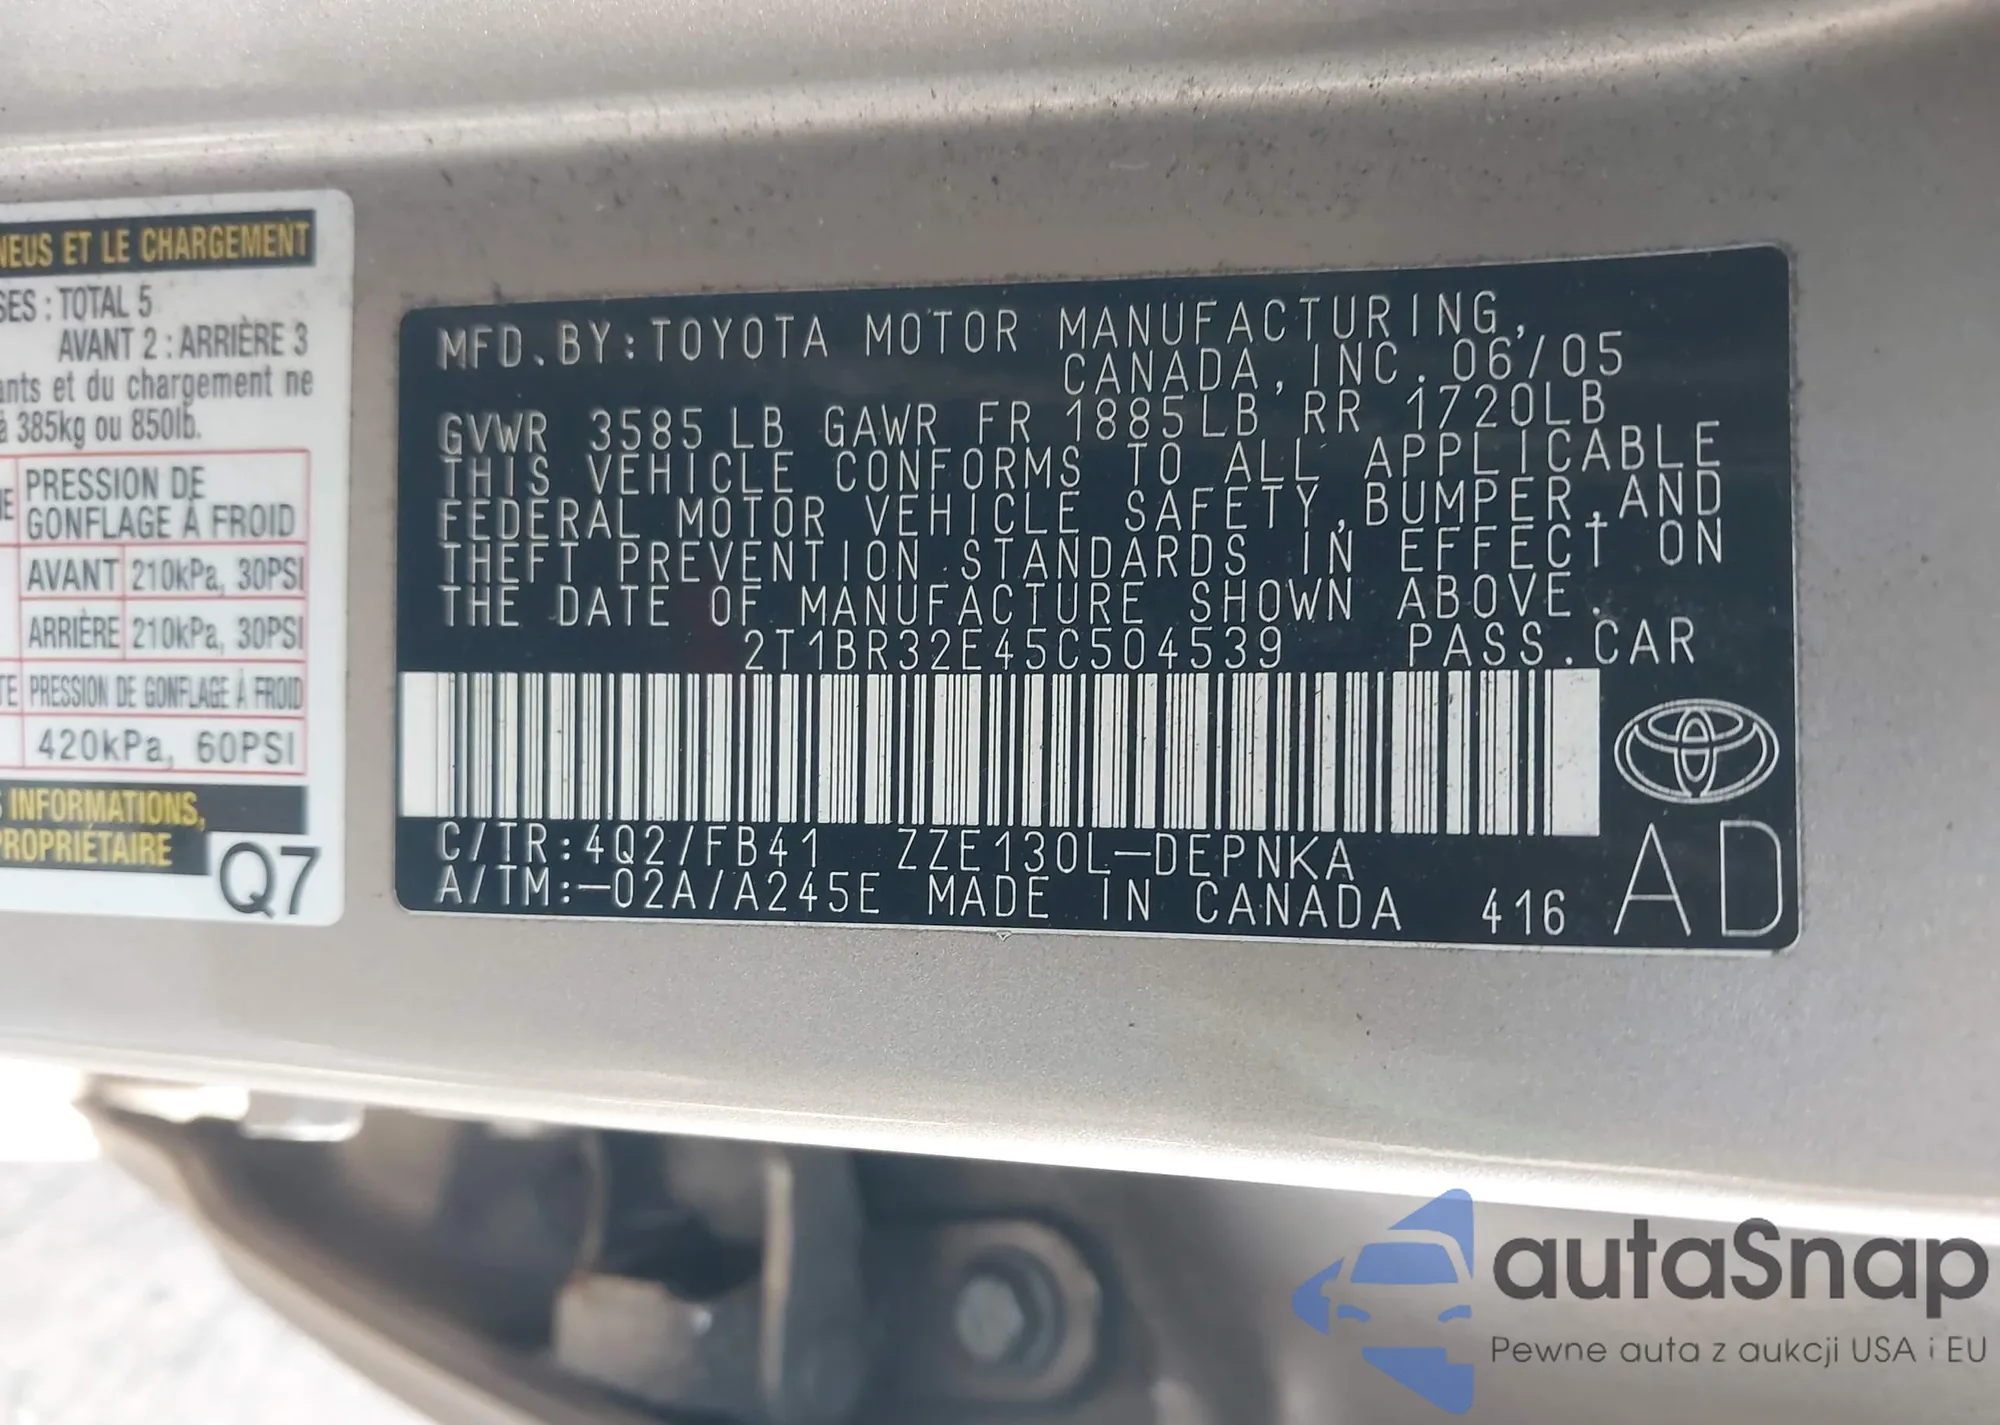 NEUS ET LE CHARGEMENT
SES : TOTAL 5
AVANT 2 : ARRIÈRE 3
ants et du chargement ne
à 385kg ou 850lb.
PRESSION DE
GONFLAGE À FROID
AVANT 210kPa, 30PSI
ARRIÈRE 210kPa, 30PSI
TE PRESSION DE GONFLAGE À FROID
420kPa, 60PSI
S INFORMATIONS,
PROPRIÉTAIRE
Q7
MFD. BY: TOYOTA MOTOR MANUFACTURING,
CANADA, INC. 06/05
GVWR 3585 LB GAWR FR 1885LB RR 1720LB
THIS VEHICLE CONFORMS TO ALL APPLICABLE
FEDERAL MOTOR VEHICLE SAFETY, BUMPER, AND
THEFT PREVENTION STANDARDS IN EFFECT ON
THE DATE OF MANUFACTURE SHOWN ABOVE.
2T1BR32E45C504539 PASS. CAR
C/TR: 4Q2/FB41 ZZE130L-DEPNKA
A/TM: -02A/A245E MADE IN CANADA 416
AD
autaSnap
Pewne auta z aukcji USA i EU